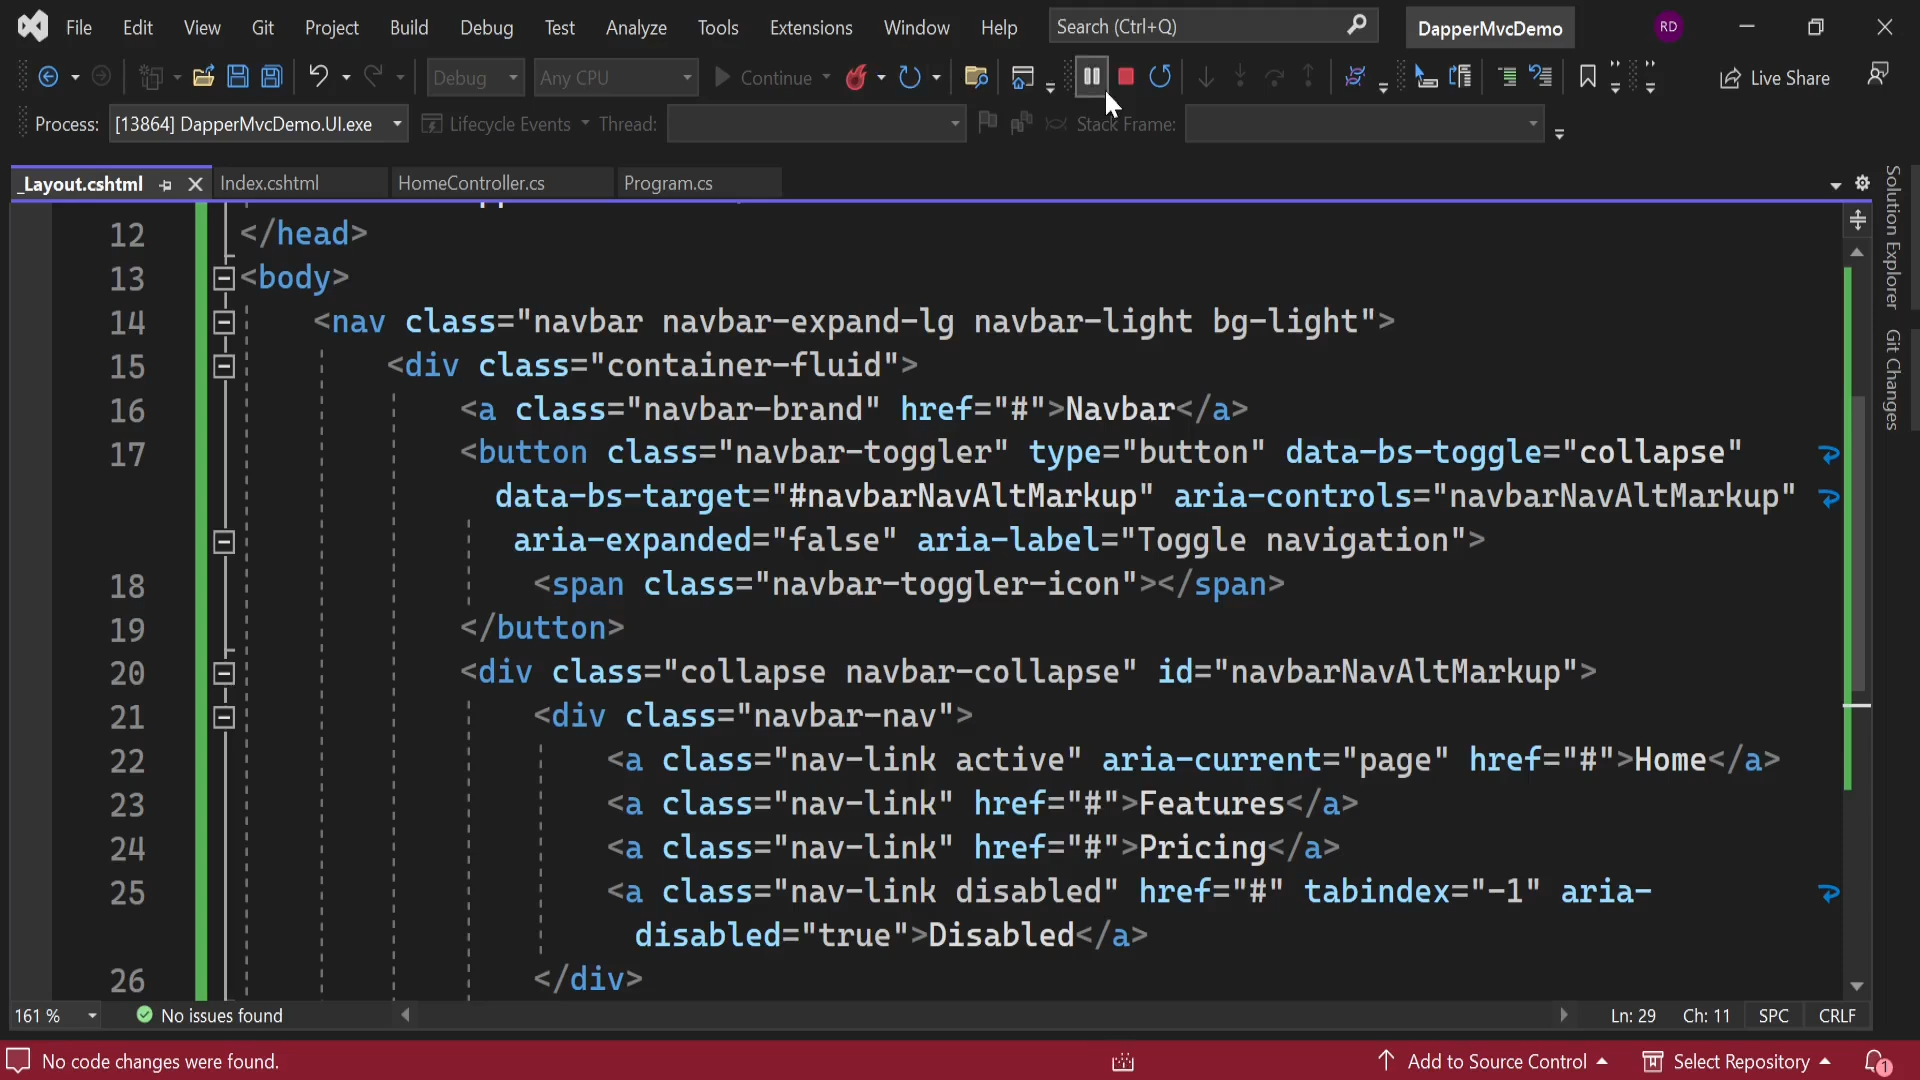 File Edit View Git Project Build Debug Test Analyze Tools Extensions Window Help Search (Ctrl+Q) DapperMvcDemo RD
Debug Any CPU Continue Live Share
Process: [13864] DapperMvcDemo.UI.exe Lifecycle Events Thread: Stack Frame:
_Layout.cshtml Index.cshtml HomeController.cs Program.cs
Solution Explorer
Git Changes
12 </head>
13 <body>
14 <nav class="navbar navbar-expand-lg navbar-light bg-light">
15 <div class="container-fluid">
16 <a class="navbar-brand" href="#">Navbar</a>
17 <button class="navbar-toggler" type="button" data-bs-toggle="collapse"
data-bs-target="#navbarNavAltMarkup" aria-controls="navbarNavAltMarkup"
aria-expanded="false" aria-label="Toggle navigation">
18 <span class="navbar-toggler-icon"></span>
19 </button>
20 <div class="collapse navbar-collapse" id="navbarNavAltMarkup">
21 <div class="navbar-nav">
22 <a class="nav-link active" aria-current="page" href="#">Home</a>
23 <a class="nav-link" href="#">Features</a>
24 <a class="nav-link" href="#">Pricing</a>
25 <a class="nav-link disabled" href="#" tabindex="-1" aria-
disabled="true">Disabled</a>
26 </div>
161 % No issues found Ln: 29 Ch: 11 SPC CRLF
No code changes were found. Add to Source Control Select Repository 1